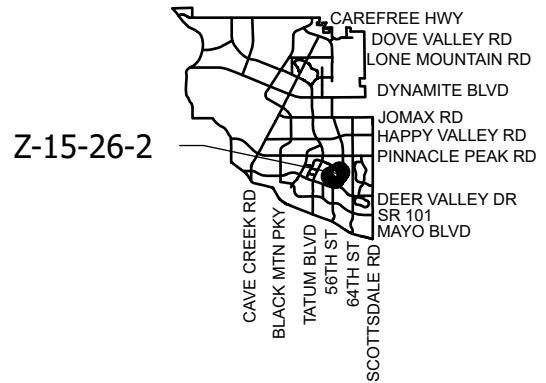 CAREFREE HWY
DOVE VALLEY RD
LONE MOUNTAIN RD
DYNAMITE BLVD
JOMAX RD
HAPPY VALLEY RD
PINNACLE PEAK RD
Z-15-26-2
DEER VALLEY DR
SR 101
MAYO BLVD
CAVE CREEK RD
BLACK MTN PKY
TATUM BLVD
56TH ST
64TH ST
SCOTTSDALE RD